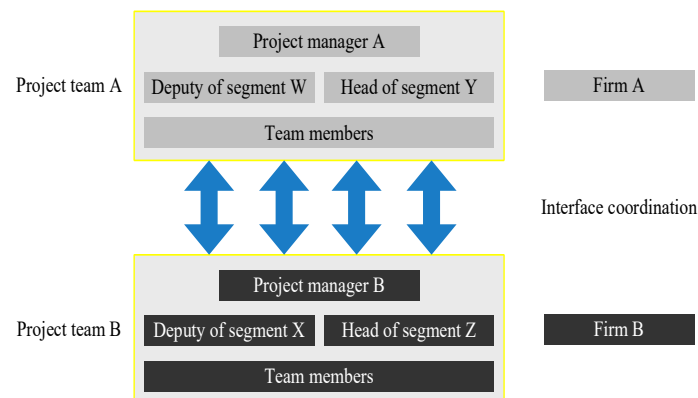 Project manager A
Project team A
Deputy of segment W
Head of segment Y
Firm A
Team members
Interface coordination
Project manager B
Project team B
Deputy of segment X
Head of segment Z
Firm B
Team members